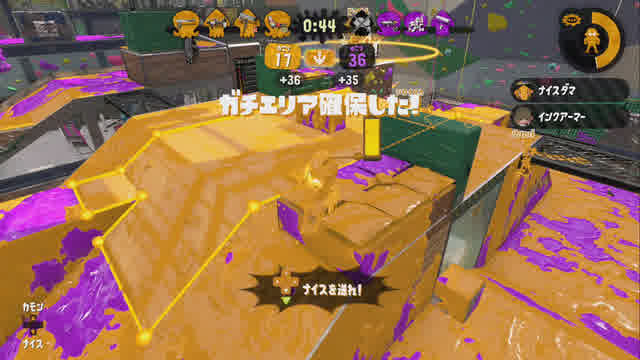 0:44
17
36
+36
+35
ガチエリア確保した!
ナイスダマ
インクアーマー
ナイスを送れ!
カモン
ナイス